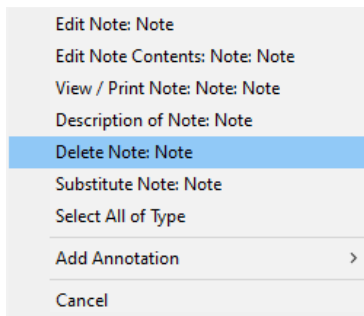 Edit Note: Note
Edit Note Contents: Note: Note
View / Print Note: Note: Note
Description of Note: Note
Delete Note: Note
Substitute Note: Note
Select All of Type
Add Annotation
Cancel